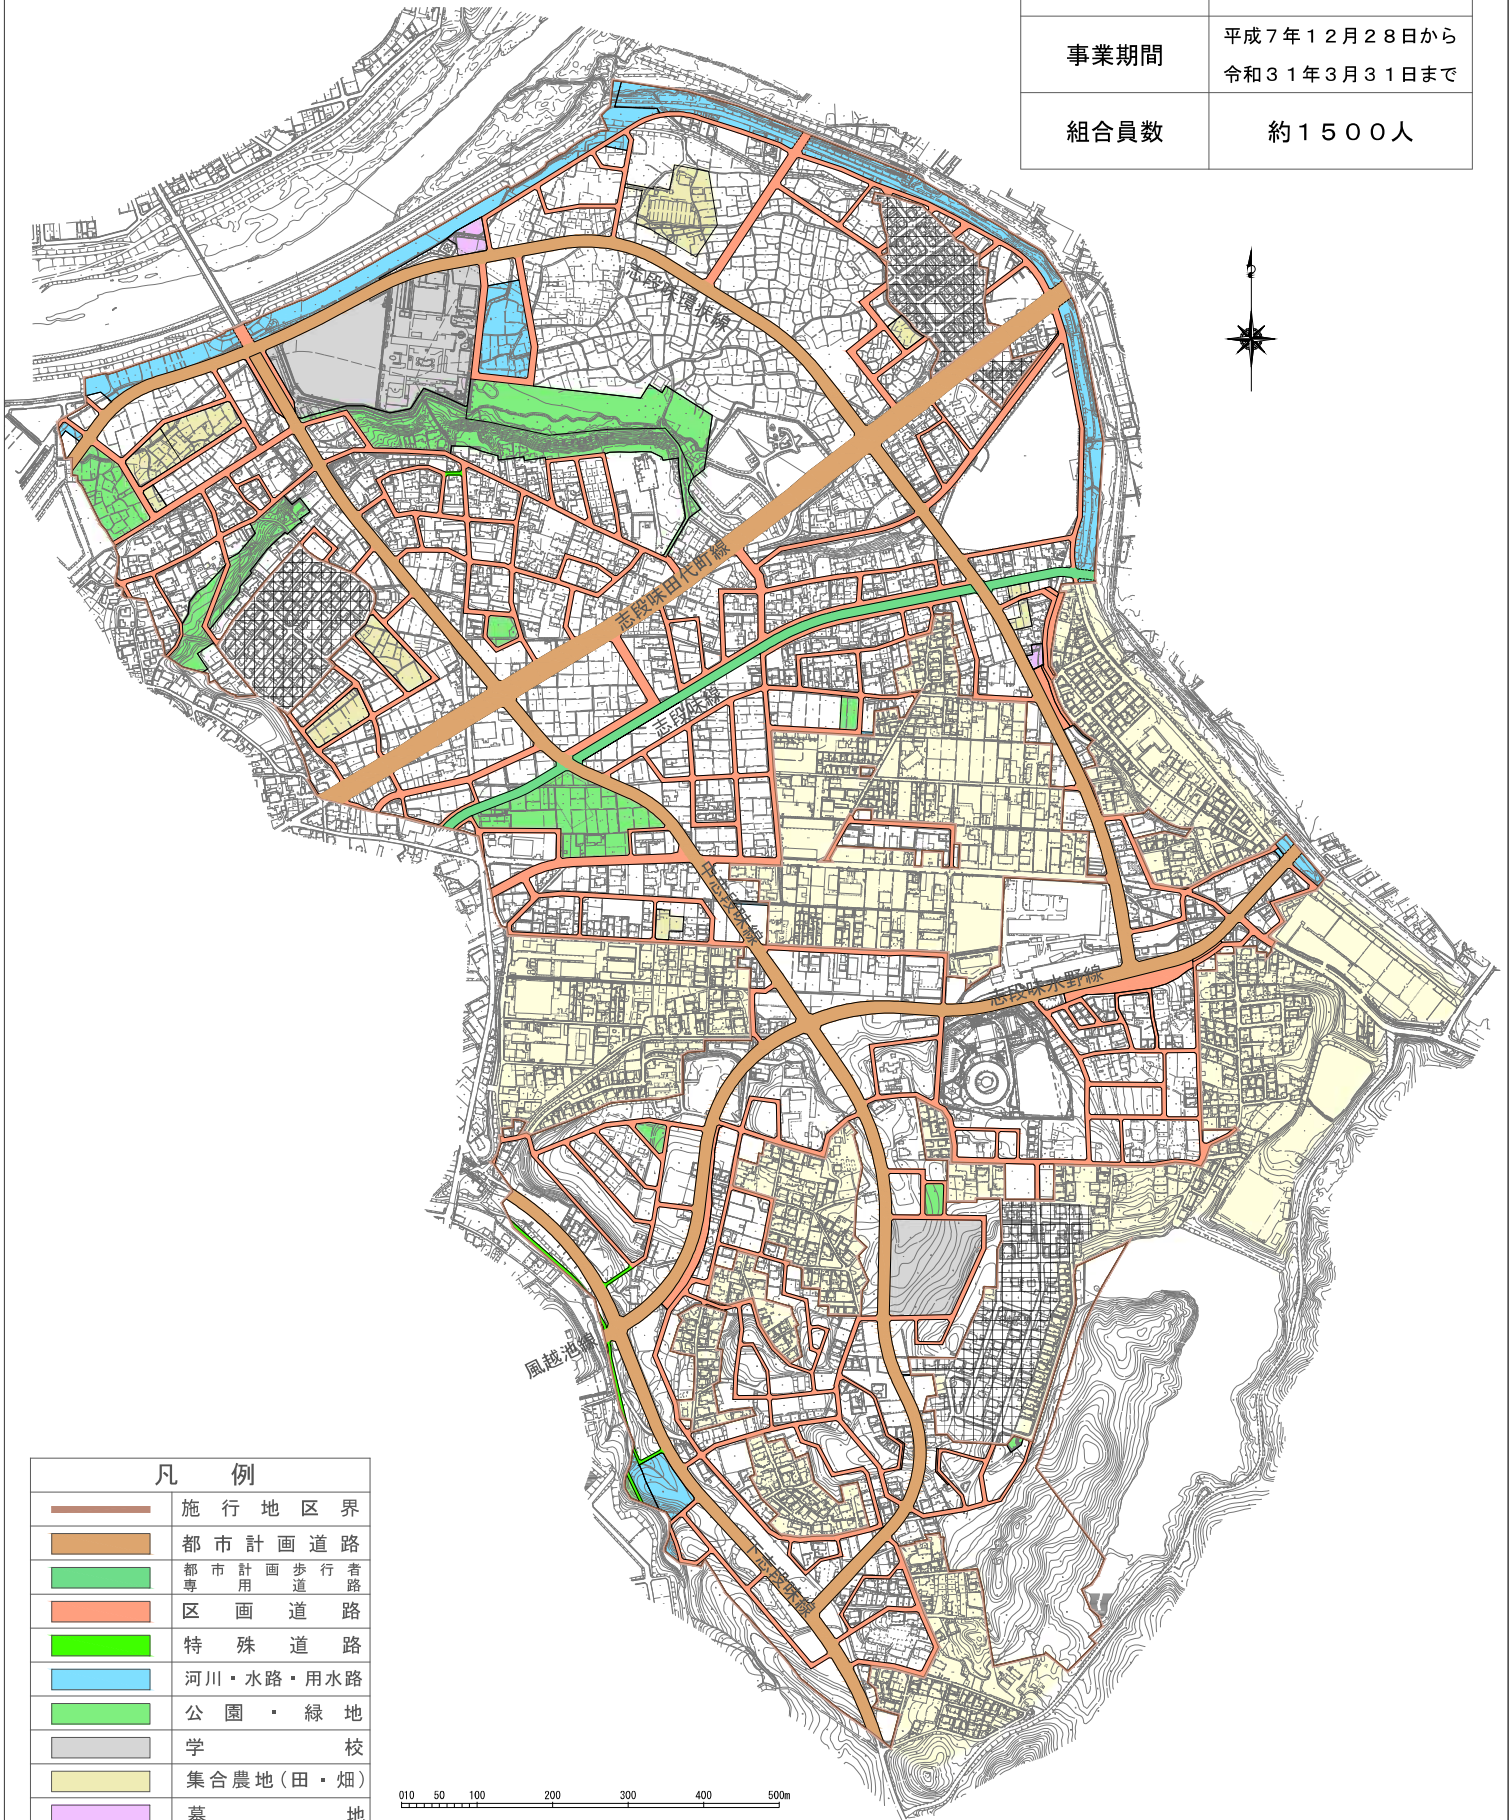 事業期間
平成７年１２月２８日から
令和３１年３月３１日まで
組合員数
約１５００人
志段味環状線
志段味田代町線
志段味線
中志段味線
志段味水野線
風越池線
下志段味線
凡例
施行地区界
都市計画道路
都市計画歩行者
専用道路
区画道路
特殊道路
河川・水路・用水路
公園・緑地
学校
集合農地(田・畑)
墓地
010 50 100 200 300 400 500m